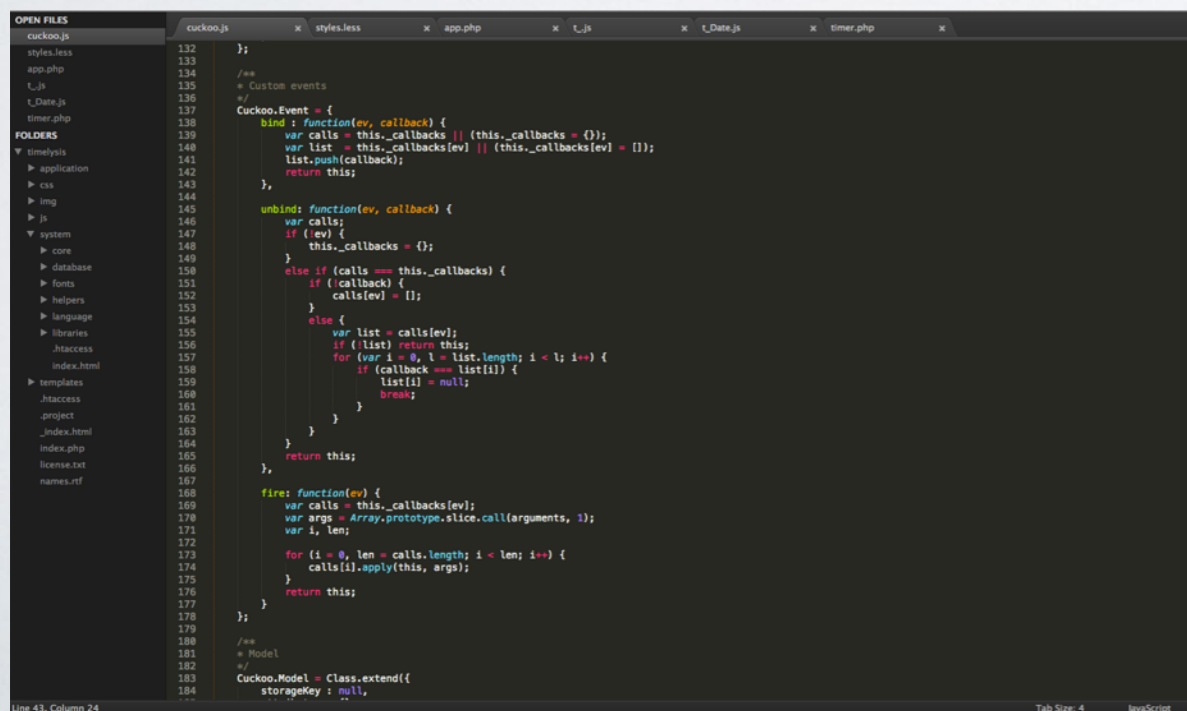 OPEN FILES
cuckoo.js
styles.less
app.php
t_.js
t_Date.js
timer.php
FOLDERS
timelysis
application
css
img
js
system
core
database
fonts
helpers
language
libraries
.htaccess
index.html
templates
.htaccess
.project
_index.html
index.php
license.txt
names.rtf
cuckoo.js x styles.less x app.php x t_.js x t_Date.js x timer.php x
132 };
133
134 /**
135 * Custom events
136 */
137 Cuckoo.Event = {
138 bind : function(ev, callback) {
139 var calls = this._callbacks || (this._callbacks = {});
140 var list  = this._callbacks[ev] || (this._callbacks[ev] = []);
141 list.push(callback);
142 return this;
143 },
144
145 unbind: function(ev, callback) {
146 var calls;
147 if (!ev) {
148 this._callbacks = {};
149 }
150 else if (calls === this._callbacks) {
151 if (!callback) {
152 calls[ev] = [];
153 }
154 else {
155 var list = calls[ev];
156 if (!list) return this;
157 for (var i = 0, l = list.length; i < l; i++) {
158 if (callback === list[i]) {
159 list[i] = null;
160 break;
161 }
162 }
163 }
164 }
165 return this;
166 },
167
168 fire: function(ev) {
169 var calls = this._callbacks[ev];
170 var args = Array.prototype.slice.call(arguments, 1);
171 var i, len;
172
173 for (i = 0, len = calls.length; i < len; i++) {
174 calls[i].apply(this, args);
175 }
176 return this;
177 }
178 };
179
180 /**
181 * Model
182 */
183 Cuckoo.Model = Class.extend({
184 storageKey : null,
Line 43, Column 24
Tab Size: 4
JavaScript